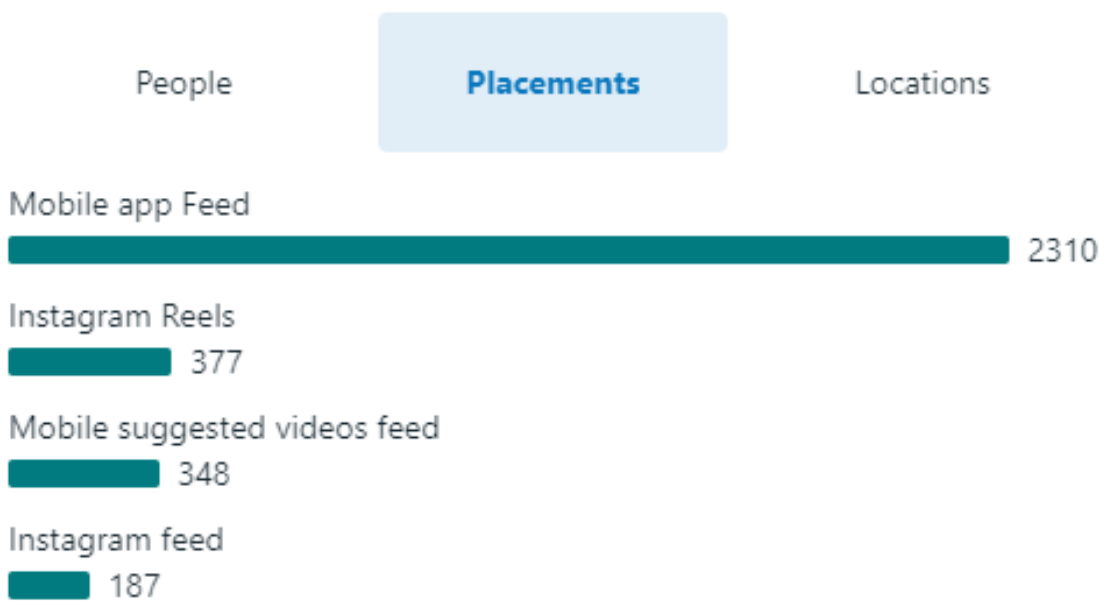 People Placements Locations
Mobile app Feed
2310
Instagram Reels
377
Mobile suggested videos feed
348
Instagram feed
187